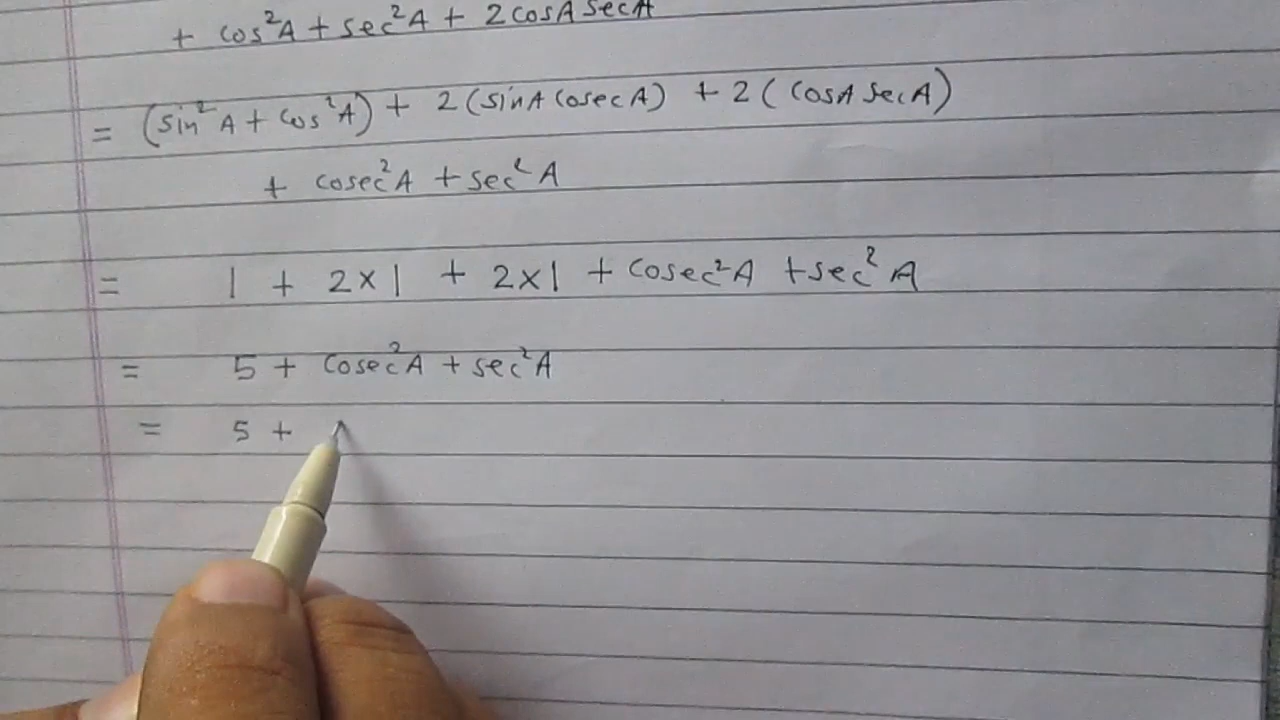 + cos²A + sec²A + 2 cosA secA
= (sin²A + cos²A) + 2 (sinA cosecA) + 2 (cosA secA)
+ cosec²A + sec²A
= 1 + 2×1 + 2×1 + cosec²A + sec²A
= 5 + cosec²A + sec²A
= 5 +